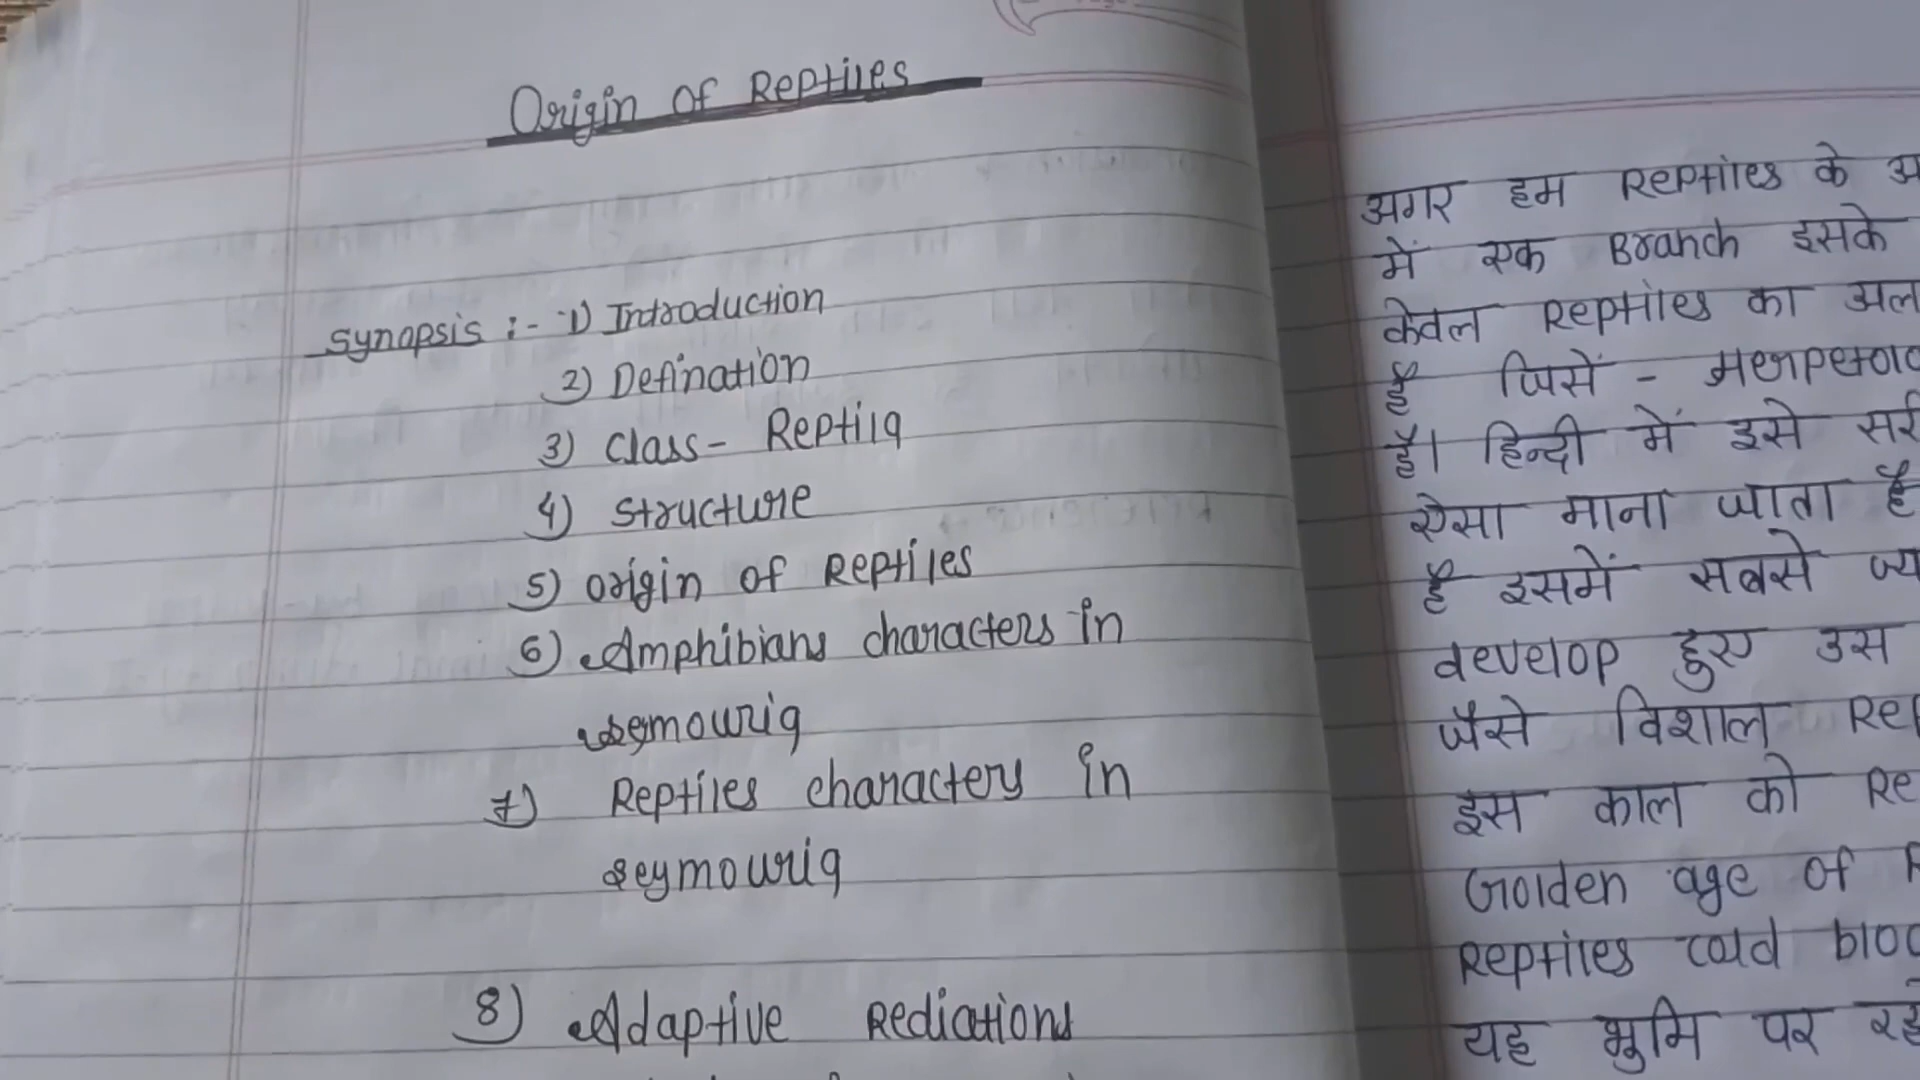 Origin of Reptiles
Synopsis :- 1) Introduction
2) Defination
3) Class - Reptila
4) Structure
5) Origin of Reptiles
6) Amphibians characters in
Seymouria
7) Reptiles characters in
Seymouria
8) Adaptive Rediations
अगर हम Reptiles के
में एक Branch इसके
केवल Reptiles का
है जिसें -
है। हिन्दी में इसे
ऐसा माना जाता है
है इसमें सबसे
develop हुए उस
जैसे विशाल
इस काल को
Golden age of
Reptiles cold
यह भुमि पर